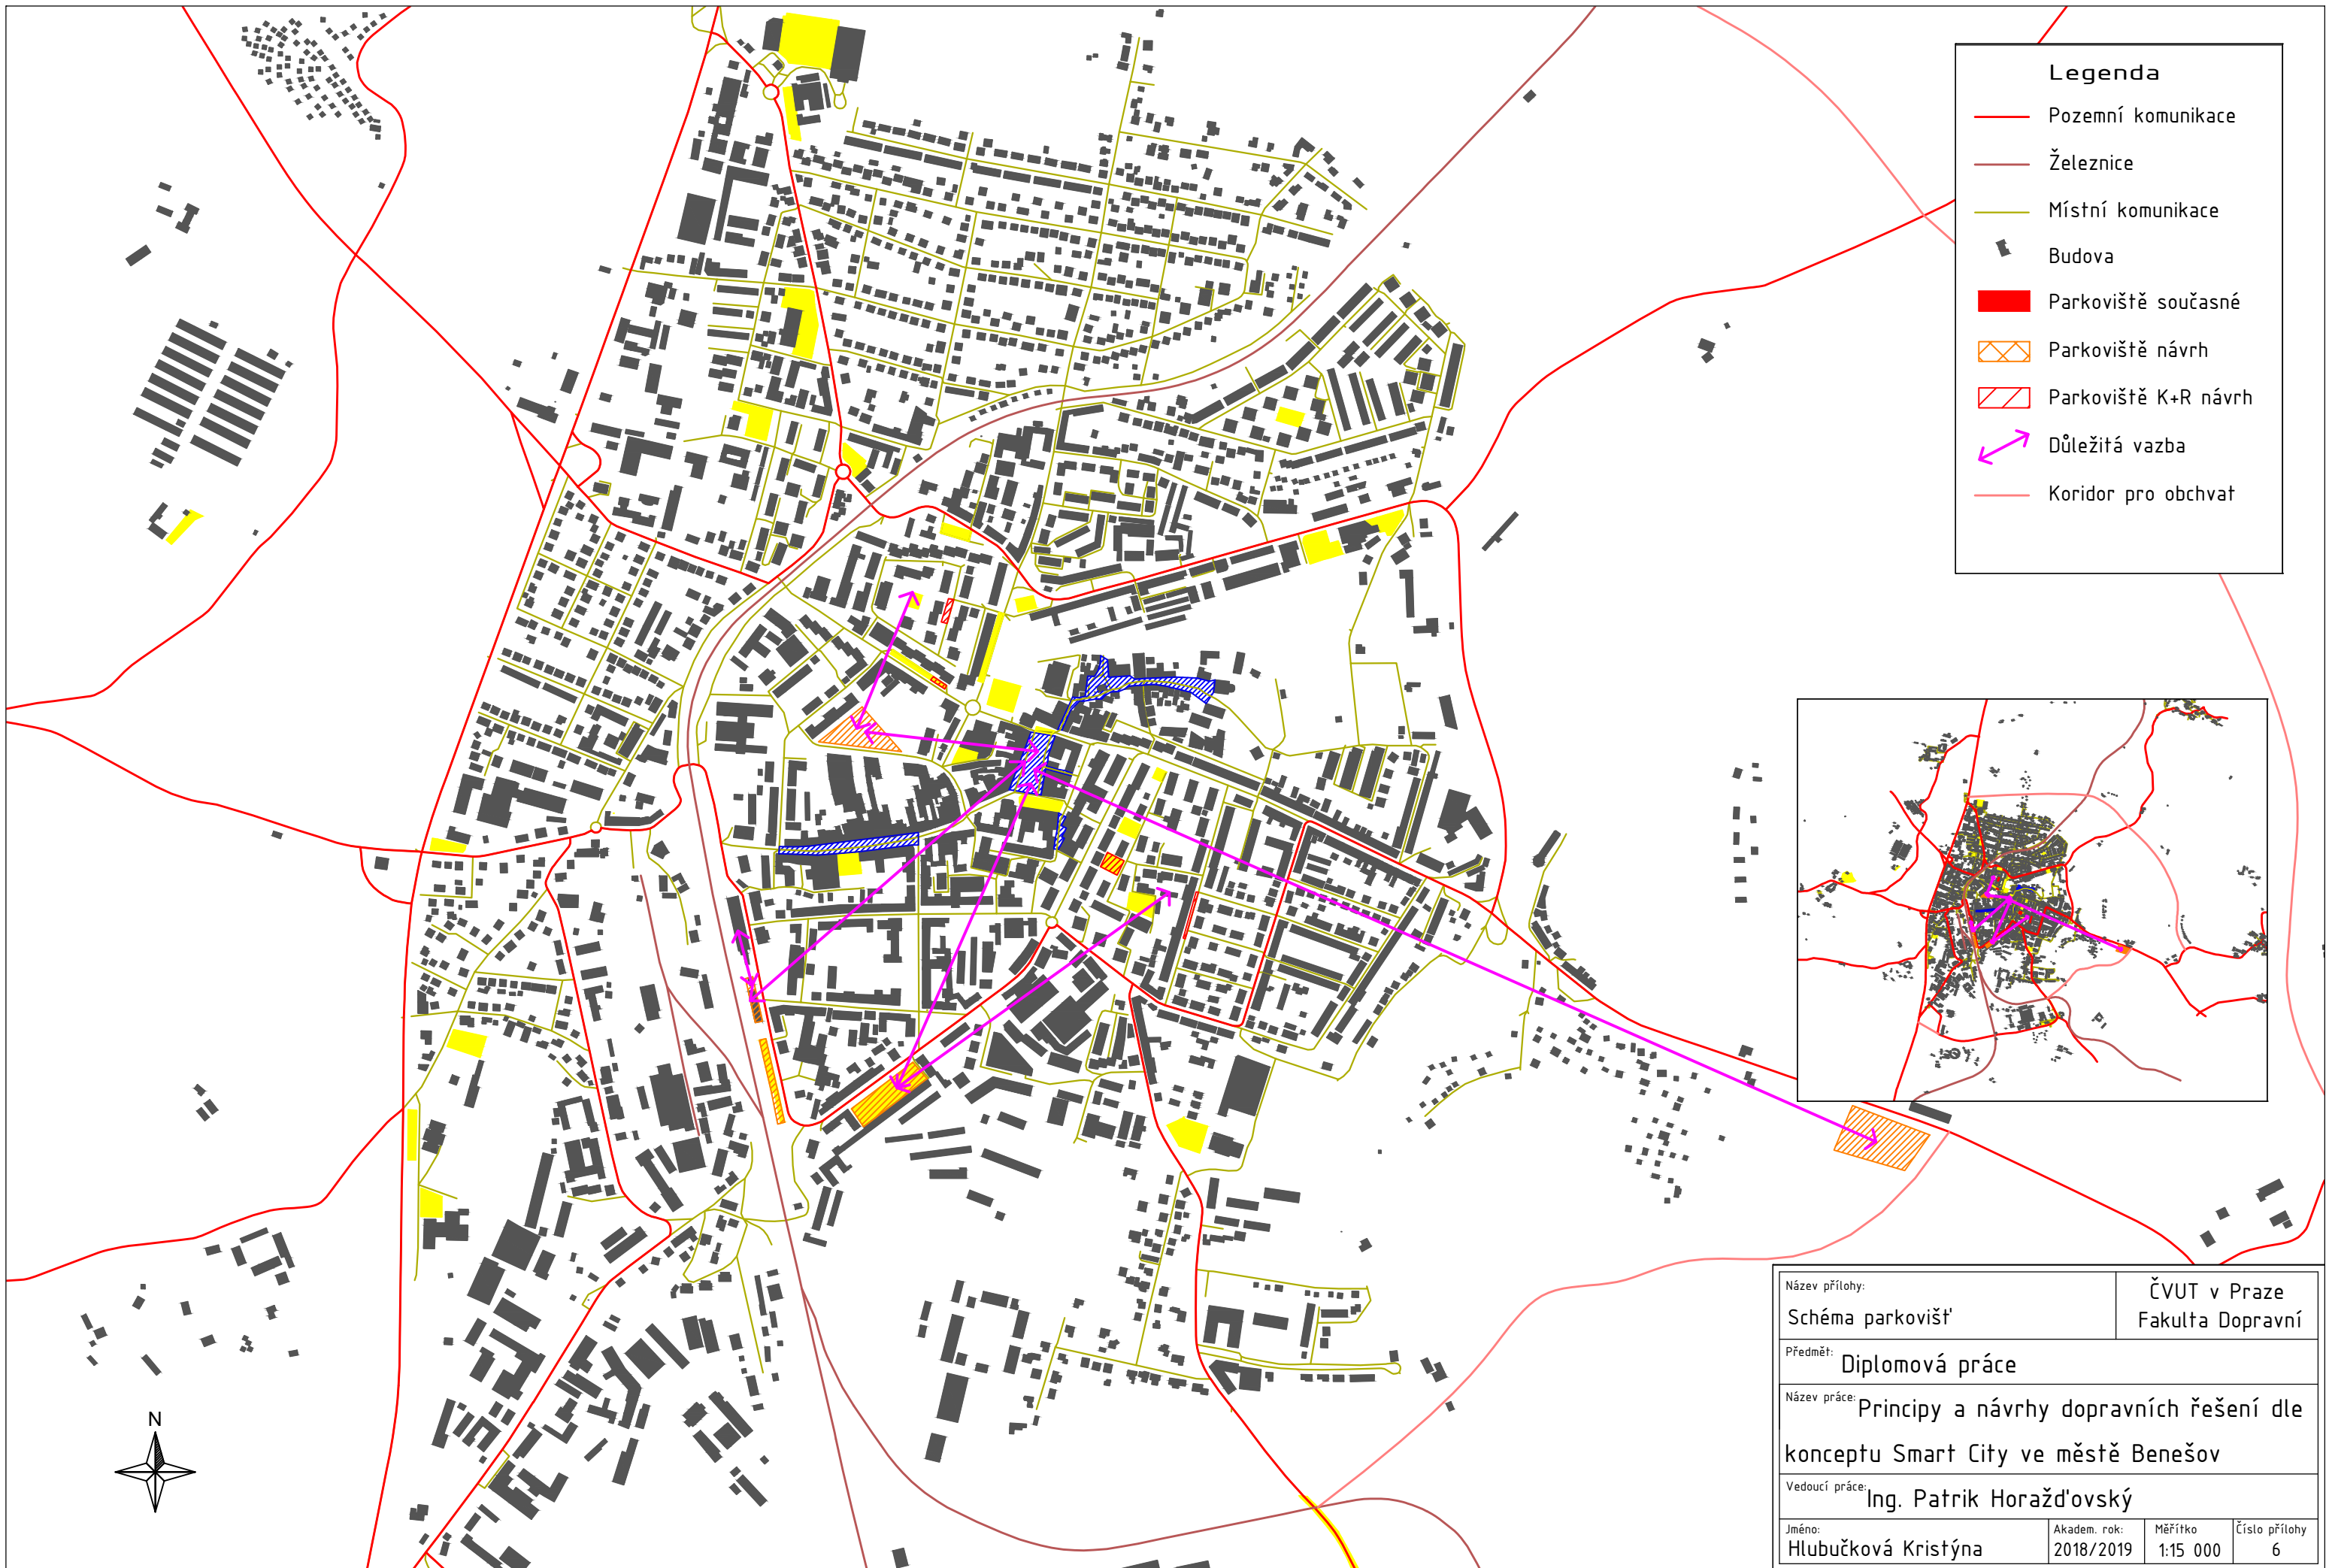 Legenda
Pozemní komunikace
Železnice
Místní komunikace
Budova
Parkoviště současné
Parkoviště návrh
Parkoviště K+R návrh
Důležitá vazba
Koridor pro obchvat
N
Název přílohy:
Schéma parkovišť
ČVUT v Praze
Fakulta Dopravní
Předmět: Diplomová práce
Název práce: Principy a návrhy dopravních řešení dle
konceptu Smart City ve městě Benešov
Vedoucí práce: Ing. Patrik Horažďovský
Jméno:
Hlubučková Kristýna
Akadem. rok:
2018/2019
Měřítko
1:15 000
Číslo přílohy
6